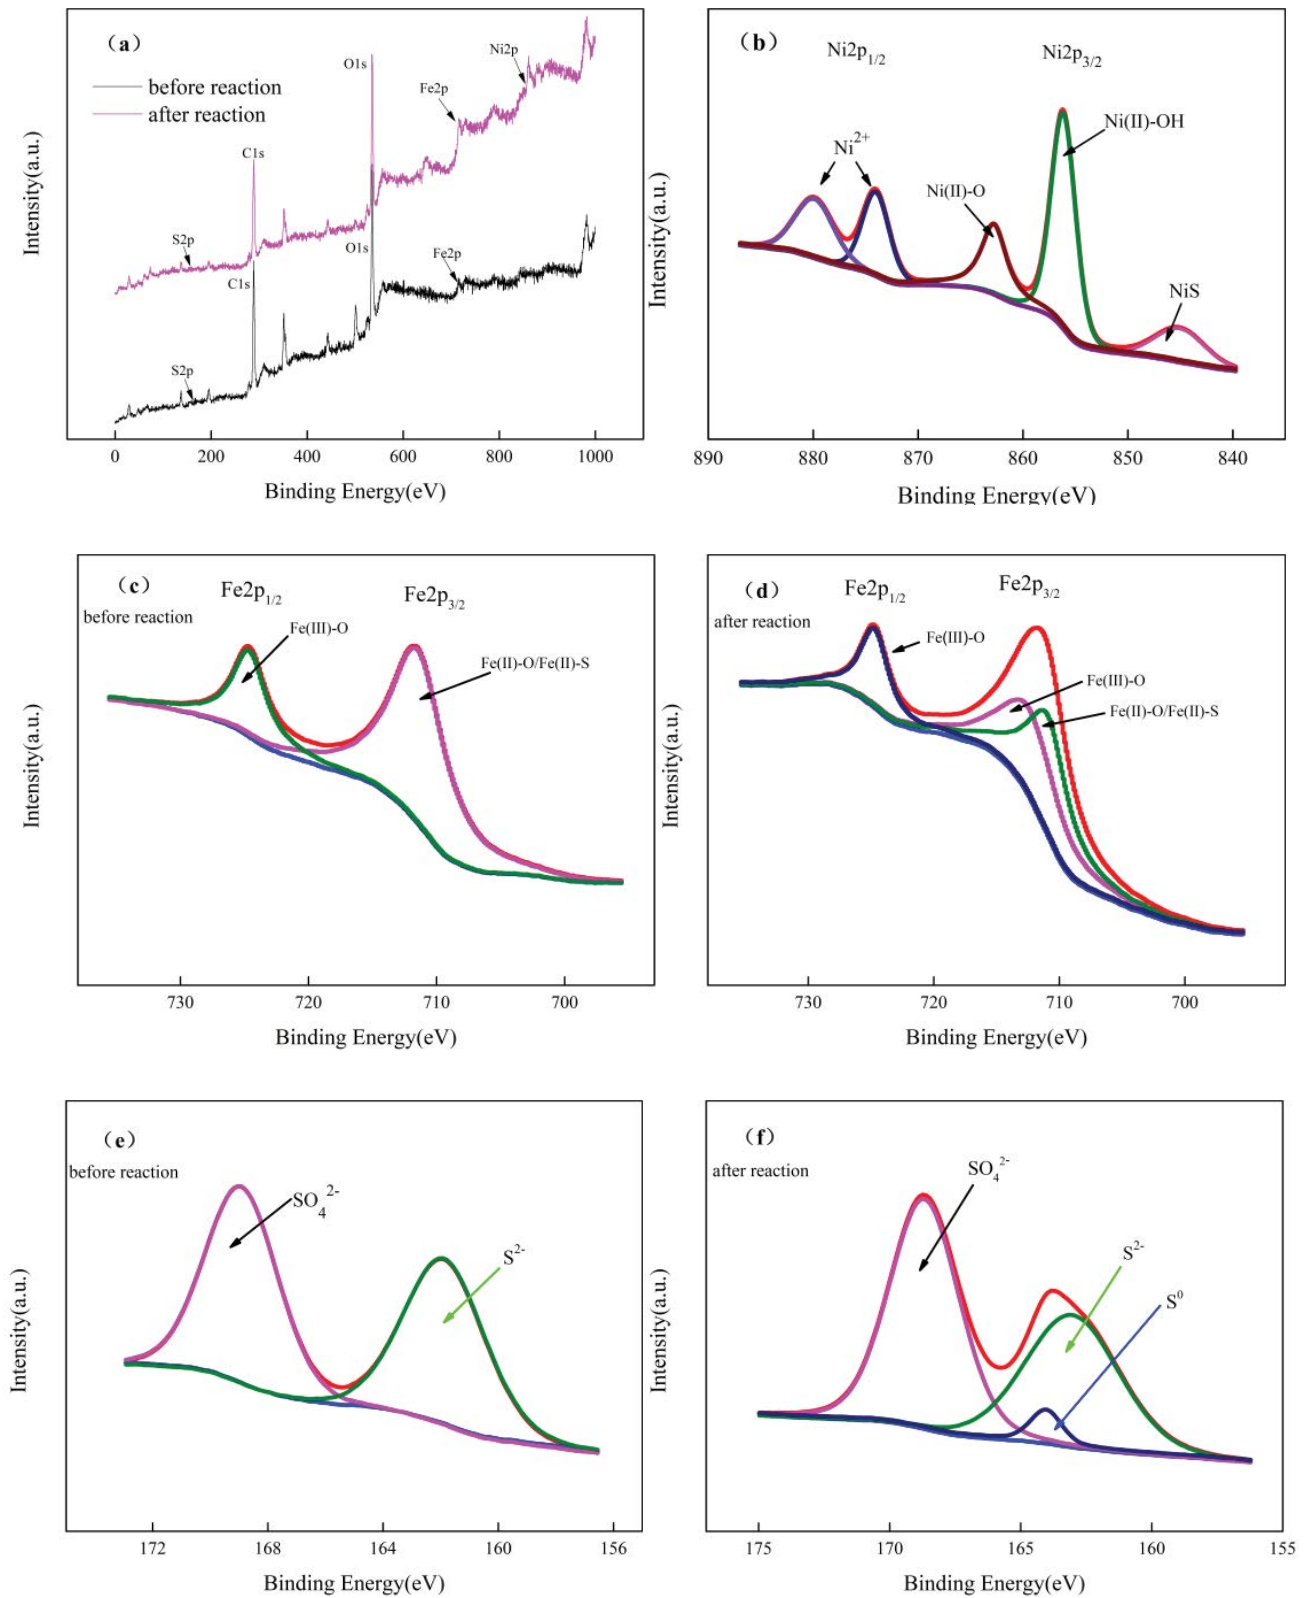 (a)
before reaction
after reaction
C1s
O1s
Fe2p
Ni2p
S2p
C1s
O1s
Fe2p
S2p
Intensity(a.u.)
0 200 400 600 800 1000
Binding Energy(eV)
(b)
Ni2p1/2
Ni2p3/2
Ni2+
Ni(II)-O
Ni(II)-OH
NiS
Intensity(a.u.)
890 880 870 860 850 840
Binding Energy(eV)
(c)
before reaction
Fe2p1/2
Fe2p3/2
Fe(III)-O
Fe(II)-O/Fe(II)-S
Intensity(a.u.)
730 720 710 700
Binding Energy(eV)
(d)
after reaction
Fe2p1/2
Fe2p3/2
Fe(III)-O
Fe(III)-O
Fe(II)-O/Fe(II)-S
Intensity(a.u.)
730 720 710 700
Binding Energy(eV)
(e)
before reaction
SO4 2-
S2-
Intensity(a.u.)
172 168 164 160 156
Binding Energy(eV)
(f)
after reaction
SO4 2-
S2-
S0
Intensity(a.u.)
175 170 165 160 155
Binding Energy(eV)